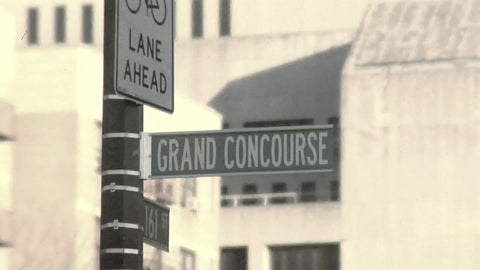 LANE
AHEAD
GRAND CONCOURSE
161 ST